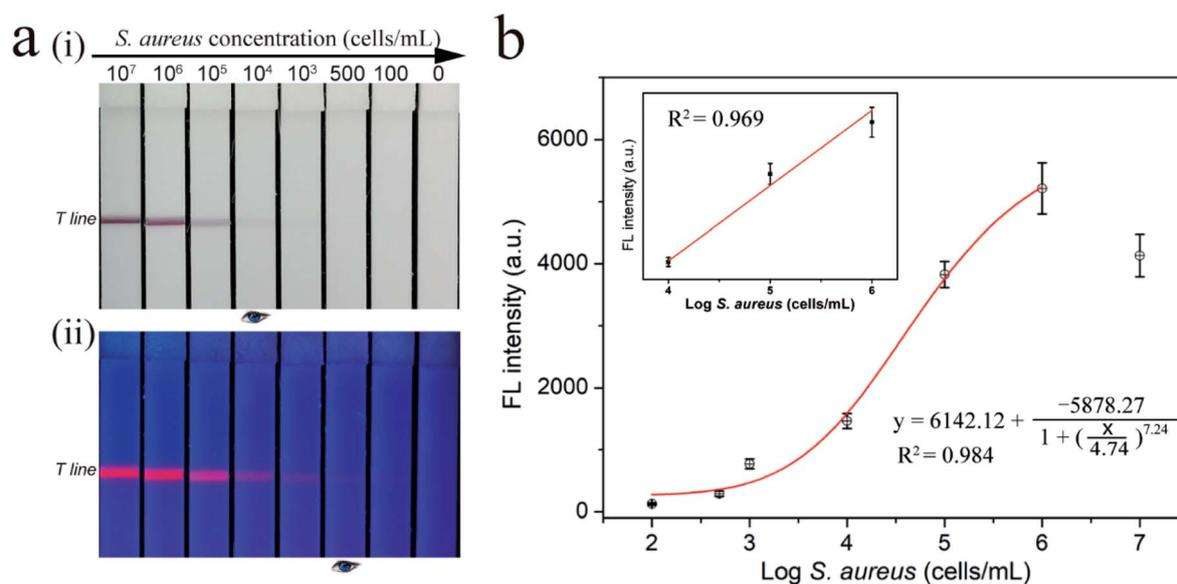 a (i) S. aureus concentration (cells/mL)
10⁷ 10⁶ 10⁵ 10⁴ 10³ 500 100 0
T line
(ii)
T line
b
FL intensity (a.u.)
6000
4000
2000
0
2 3 4 5 6 7
Log S. aureus (cells/mL)
R² = 0.969
FL intensity (a.u.)
4 5 6
Log S. aureus (cells/mL)
y = 6142.12 + −5878.27 / 1 + (x/4.74)⁷·²⁴
R² = 0.984